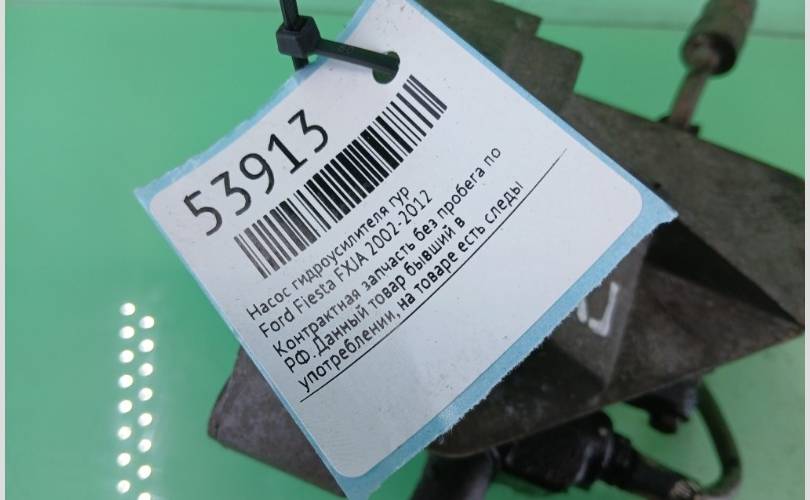 53913
Насос гидроусилителя гур
Ford Fiesta FXJA 2002-2012
Контрактная запчасть без пробега по
РФ. Данный товар бывший в
употреблении, на товаре есть следы